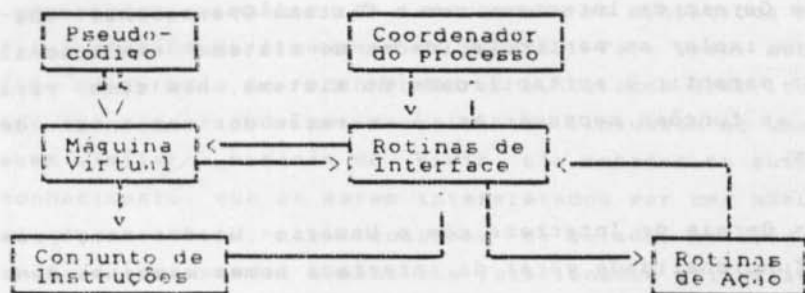 Pseudo-
código
Coordenador
do processo
Máquina
Virtual
Rotinas de
Interface
Conjunto de
Instruções
Rotinas
de Ação